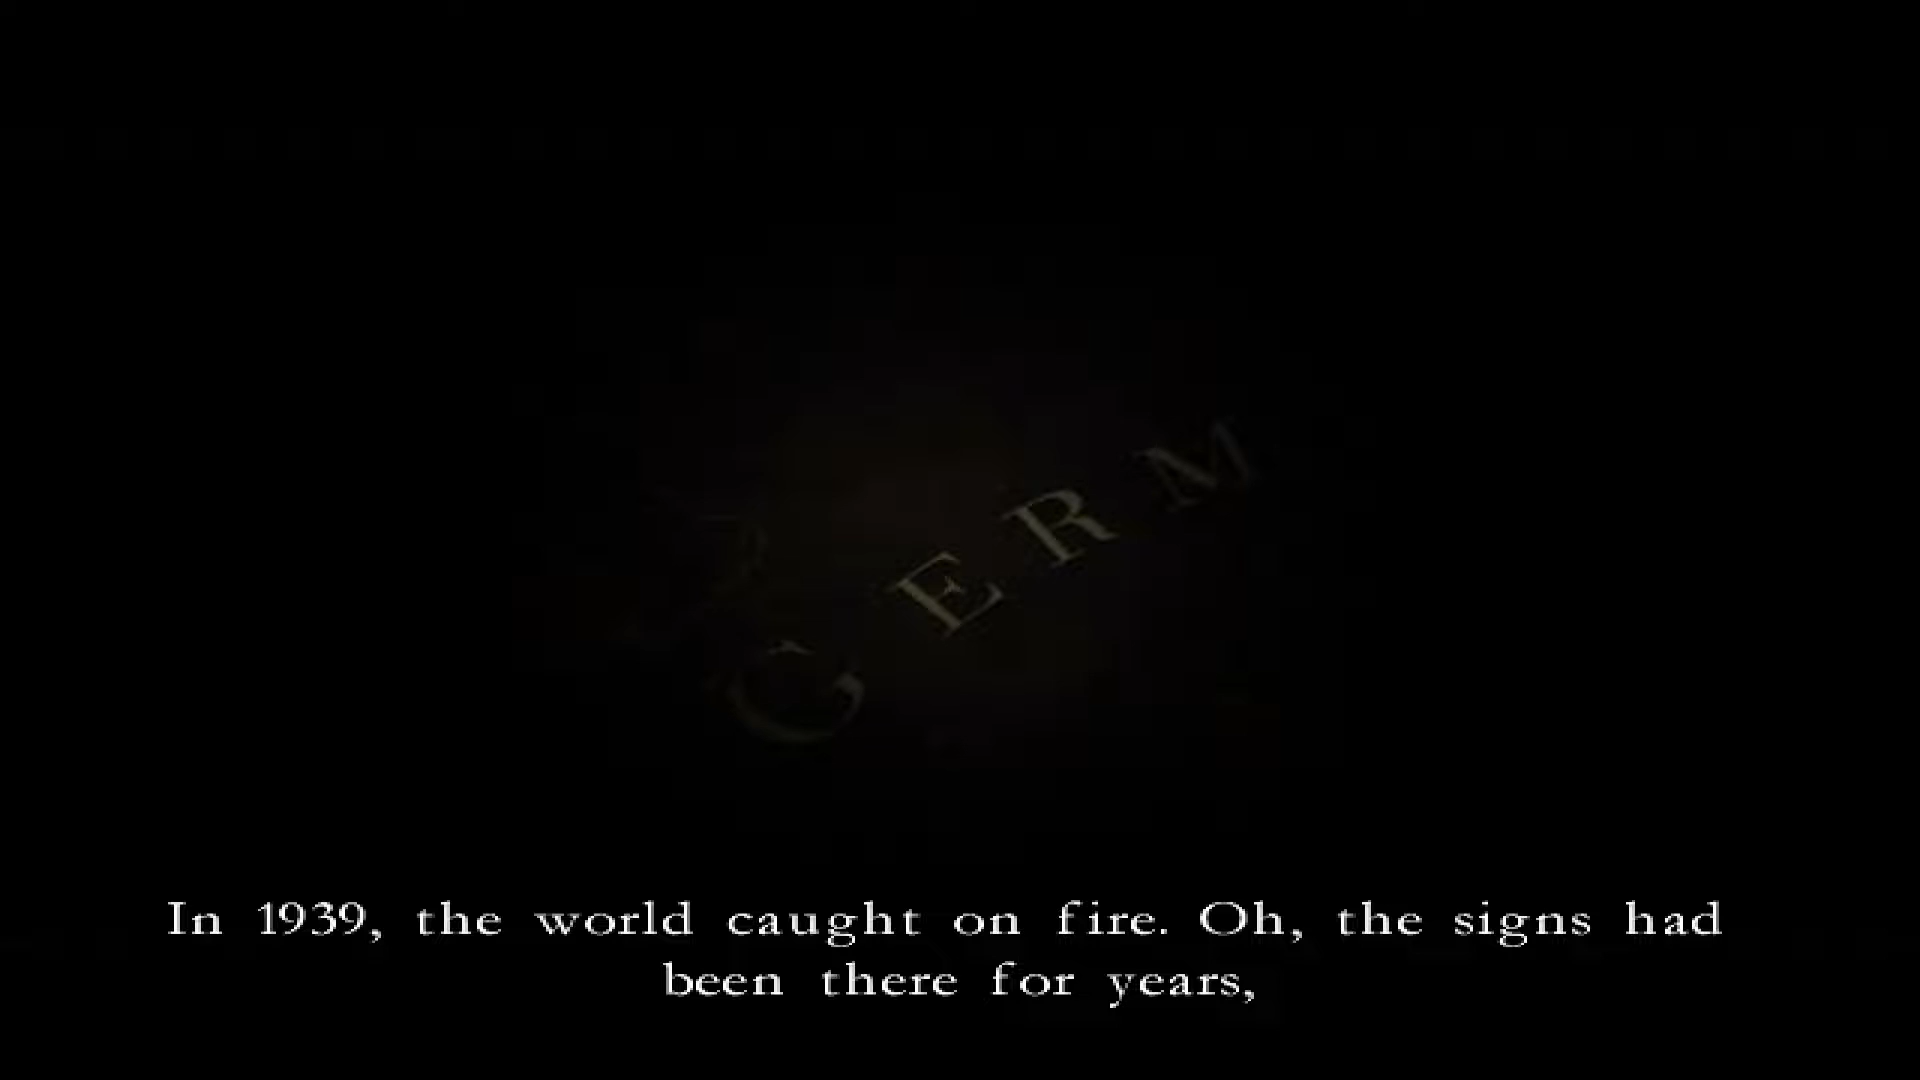 GERM
In 1939, the world caught on fire. Oh, the signs had
been there for years,